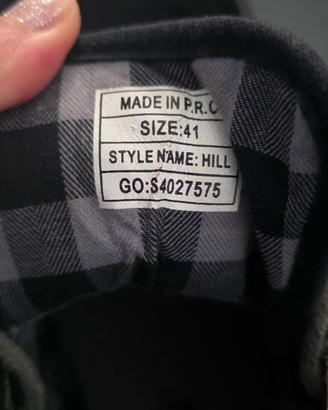 MADE IN P.R.C
SIZE:41
STYLE NAME: HILL
GO:S4027575